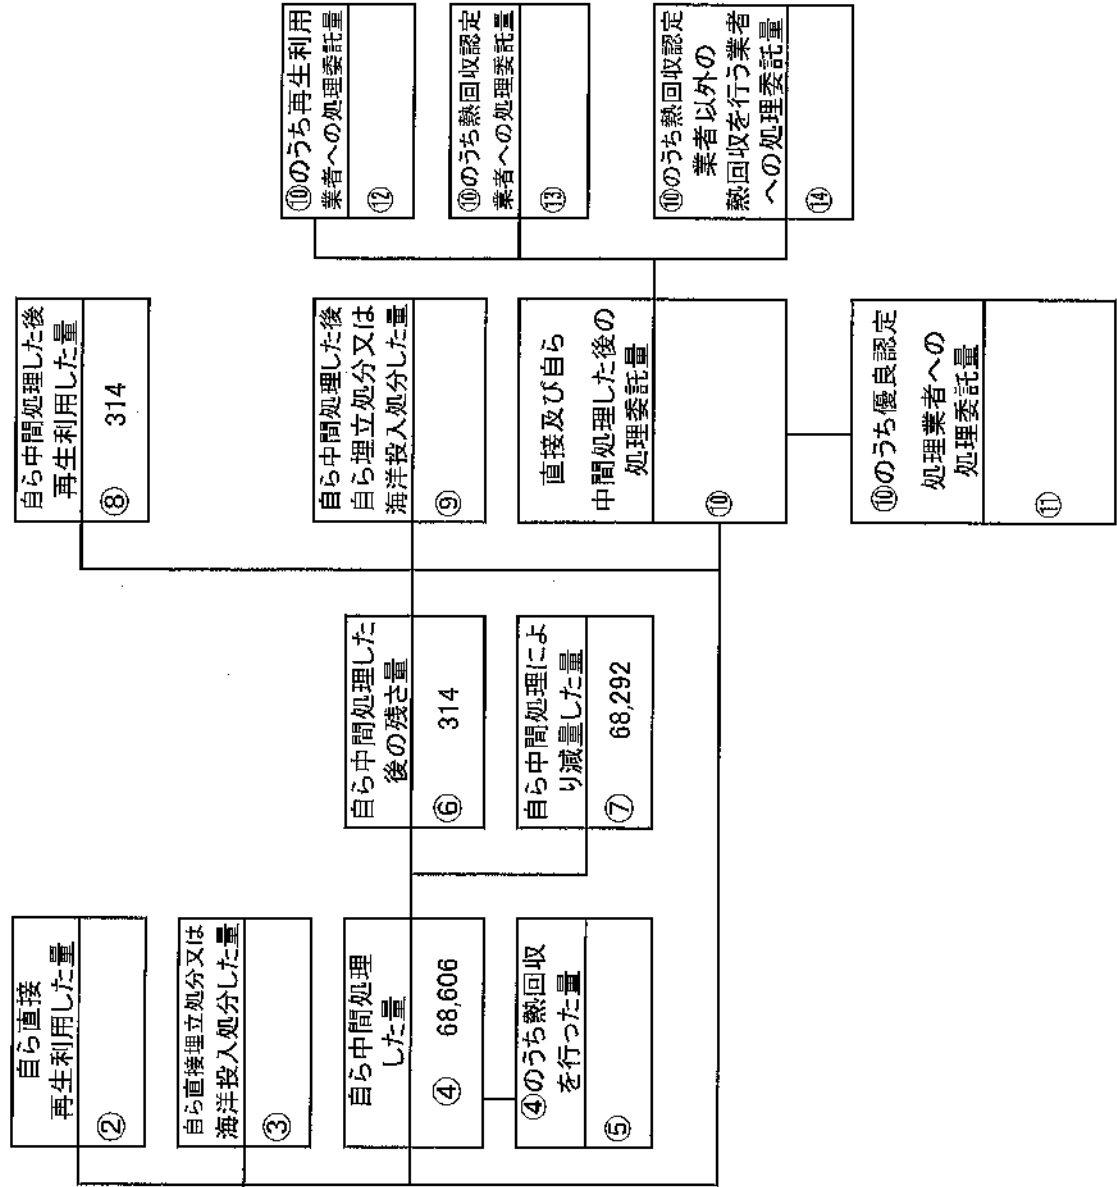 自ら直接
再生利用した量
②
自ら直接埋立処分又は
海洋投入処分した量
③
自ら中間処理
した量
④ 68,606
④のうち熱回収
を行った量
⑤
自ら中間処理した
後の残さ量
⑥ 314
自ら中間処理によ
り減量した量
⑦ 68,292
自ら中間処理した後
再生利用した量
⑧ 314
自ら中間処理した後
自ら埋立処分又は
海洋投入処分した量
⑨
直接及び自ら
中間処理した後の
処理委託量
⑩
⑩のうち優良認定
処理業者への
処理委託量
⑪
⑩のうち再生利用
業者への処理委託量
⑫
⑩のうち熱回収認定
業者への処理委託量
⑬
⑩のうち熱回収認定
業者以外の
熱回収を行う業者
への処理委託量
⑭